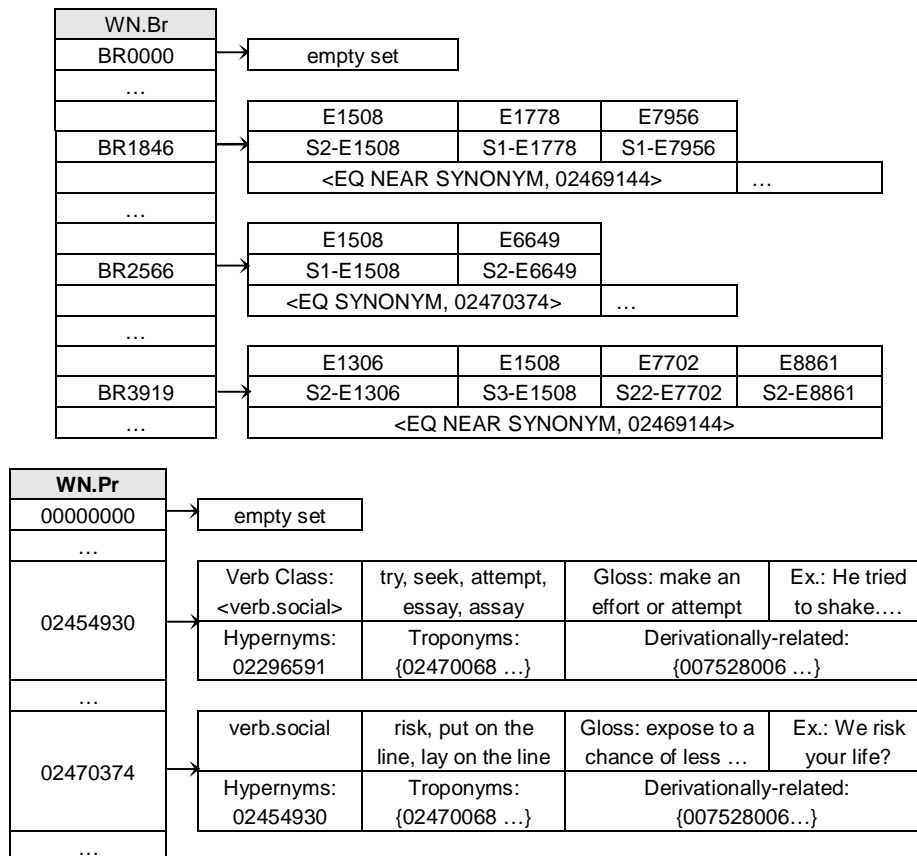 WN.Br
BR0000 empty set
…
E1508 E1778 E7956
BR1846 S2-E1508 S1-E1778 S1-E7956
<EQ NEAR SYNONYM, 02469144> …
…
E1508 E6649
BR2566 S1-E1508 S2-E6649
<EQ SYNONYM, 02470374> …
…
E1306 E1508 E7702 E8861
BR3919 S2-E1306 S3-E1508 S22-E7702 S2-E8861
… <EQ NEAR SYNONYM, 02469144>
WN.Pr
00000000 empty set
…
02454930
Verb Class: try, seek, attempt, Gloss: make an Ex.: He tried
<verb.social> essay, assay effort or attempt to shake….
Hypernyms: Troponyms: Derivationally-related:
02296591 {02470068 …} {007528006 …}
…
02470374
verb.social risk, put on the Gloss: expose to a Ex.: We risk
line, lay on the line chance of less … your life?
Hypernyms: Troponyms: Derivationally-related:
02454930 {02470068 …} {007528006…}
…